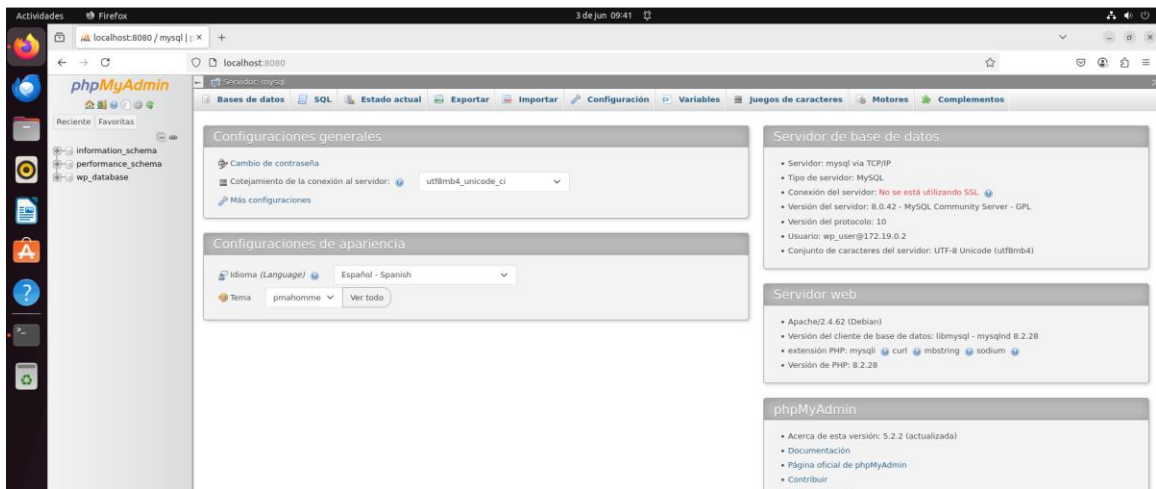 Actividades Firefox 3 de jun 09:41
localhost:8080 / mysql | p × +
localhost:8080
phpMyAdmin
Reciente Favoritas
information_schema
performance_schema
wp_database
Servidor: mysql
Bases de datos SQL Estado actual Exportar Importar Configuración Variables Juegos de caracteres Motores Complementos
Configuraciones generales
Cambio de contraseña
Cotejamiento de la conexión al servidor: utf8mb4_unicode_ci
Más configuraciones
Configuraciones de apariencia
Idioma (Language) Español - Spanish
Tema pmahomme Ver todo
Servidor de base de datos
• Servidor: mysql via TCP/IP
• Tipo de servidor: MySQL
• Conexión del servidor: No se está utilizando SSL
• Versión del servidor: 8.0.42 - MySQL Community Server - GPL
• Versión del protocolo: 10
• Usuario: wp_user@172.19.0.2
• Conjunto de caracteres del servidor: UTF-8 Unicode (utf8mb4)
Servidor web
• Apache/2.4.62 (Debian)
• Versión del cliente de base de datos: libmysql - mysqlnd 8.2.28
• extensión PHP: mysqli curl mbstring sodium
• Versión de PHP: 8.2.28
phpMyAdmin
• Acerca de esta versión: 5.2.2 (actualizada)
• Documentación
• Página oficial de phpMyAdmin
• Contribuir